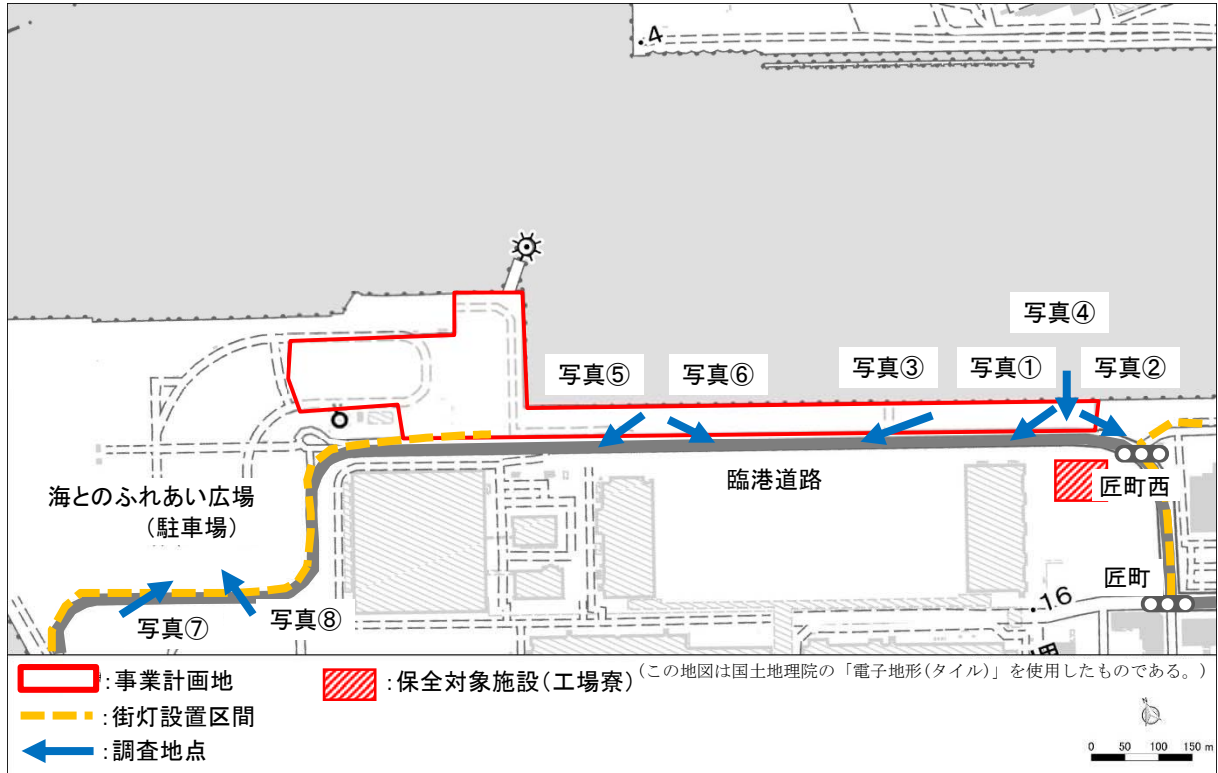 .4
写真④
写真⑤
写真⑥
写真③
写真①
写真②
臨港道路
匠町西
海とのふれあい広場
(駐車場)
匠町
.16
写真⑦
写真⑧
(この地図は国土地理院の「電子地形(タイル)」を使用したものである。)
:事業計画地
:保全対象施設(工場寮)
:街灯設置区間
:調査地点
0 50 100 150 m